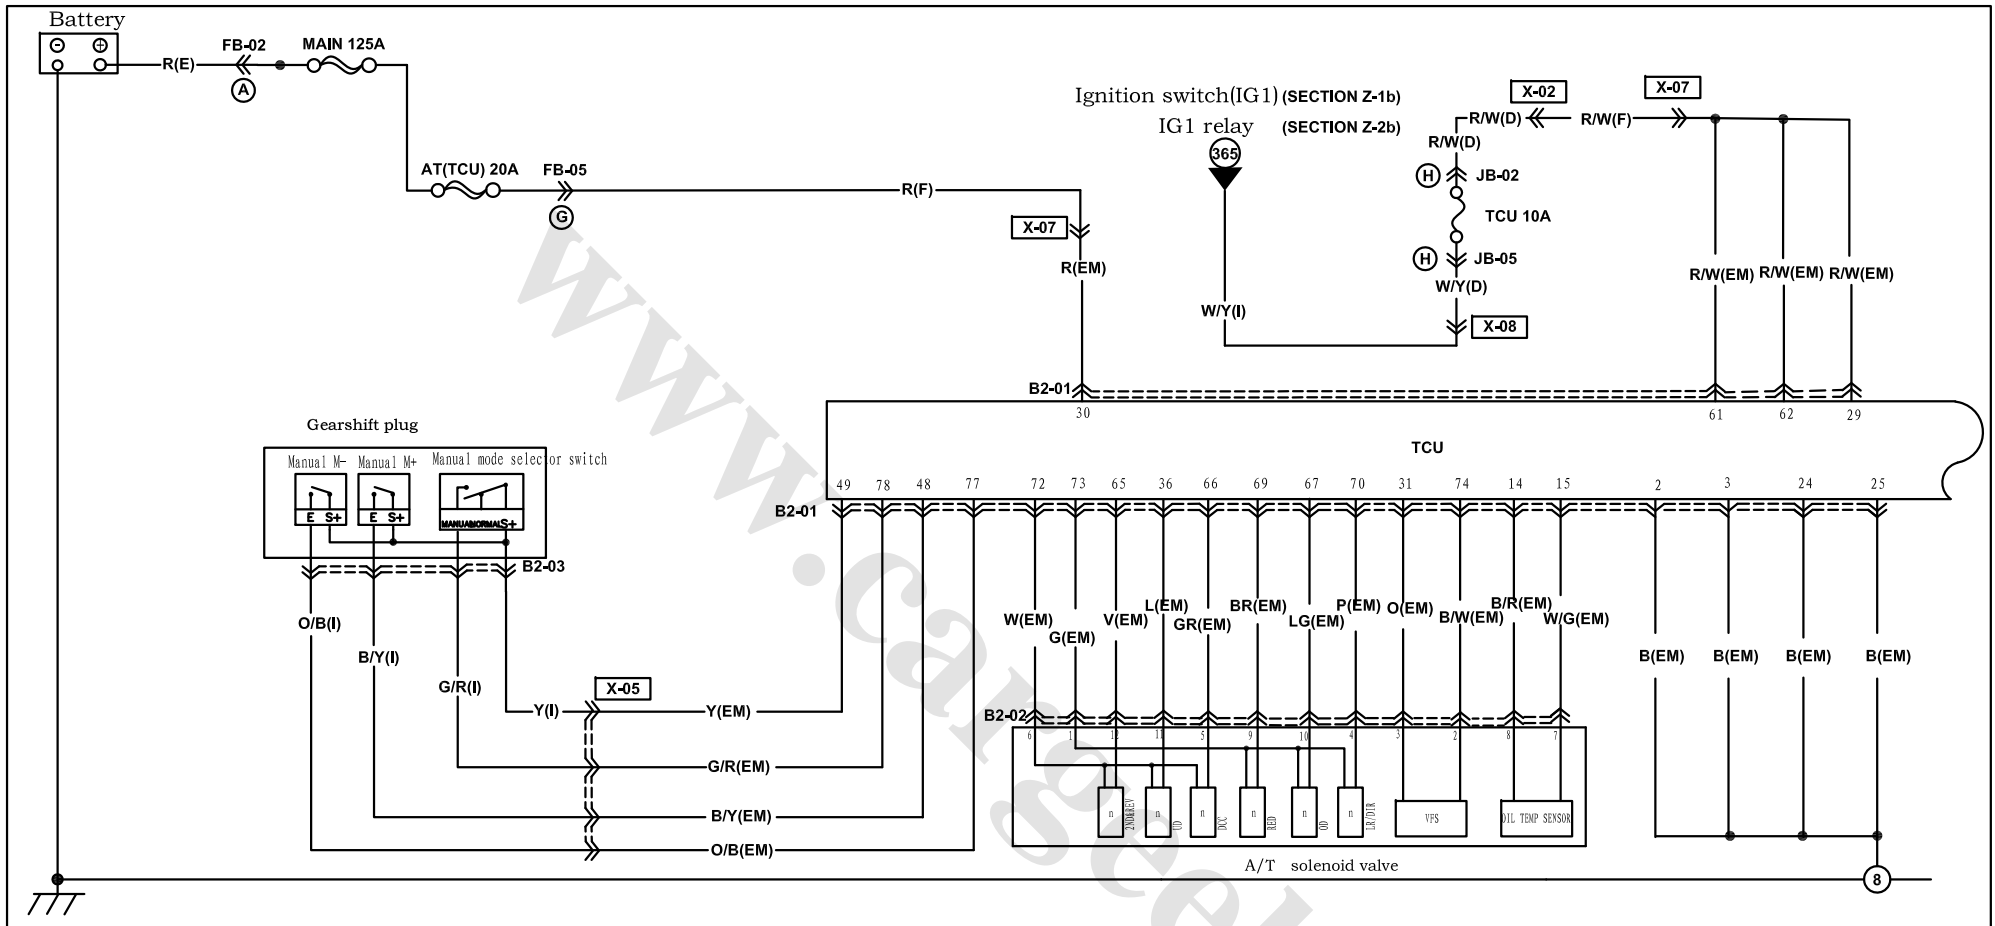 Battery
R(E)
FB-02
A
MAIN 125A
AT(TCU) 20A
FB-05
G
R(F)
X-07
R(EM)
Ignition switch(IG1) (SECTION Z-1b)
IG1 relay (SECTION Z-2b)
365
W/Y(I)
R/W(D)
X-02
R/W(F)
X-07
R/W(D)
H
JB-02
TCU 10A
H
JB-05
W/Y(D)
X-08
R/W(EM) R/W(EM) R/W(EM)
B2-01
30 61 62 29
TCU
49 78 48 77 72 73 65 36 66 69 67 70 31 74 14 15 2 3 24 25
B2-01
Gearshift plug
Manual M- Manual M+ Manual mode selector switch
E S+ E S+ MANUAL NORMAL S+
B2-03
O/B(I)
B/Y(I)
G/R(I)
Y(I)
X-05
Y(EM)
G/R(EM)
B/Y(EM)
O/B(EM)
W(EM)
G(EM)
V(EM)
L(EM)
GR(EM)
BR(EM)
LG(EM)
P(EM)
O(EM)
B/W(EM)
B/R(EM)
W/G(EM)
B(EM) B(EM) B(EM) B(EM)
B2-02
6 1 12 11 5 9 10 4 3 2 8 7
n n n n n n
2ND&REV
UD
DCC
RED
OD
LR/DIR
VFS
OIL TEMP SENSOR
A/T solenoid valve
8
www.cargeek